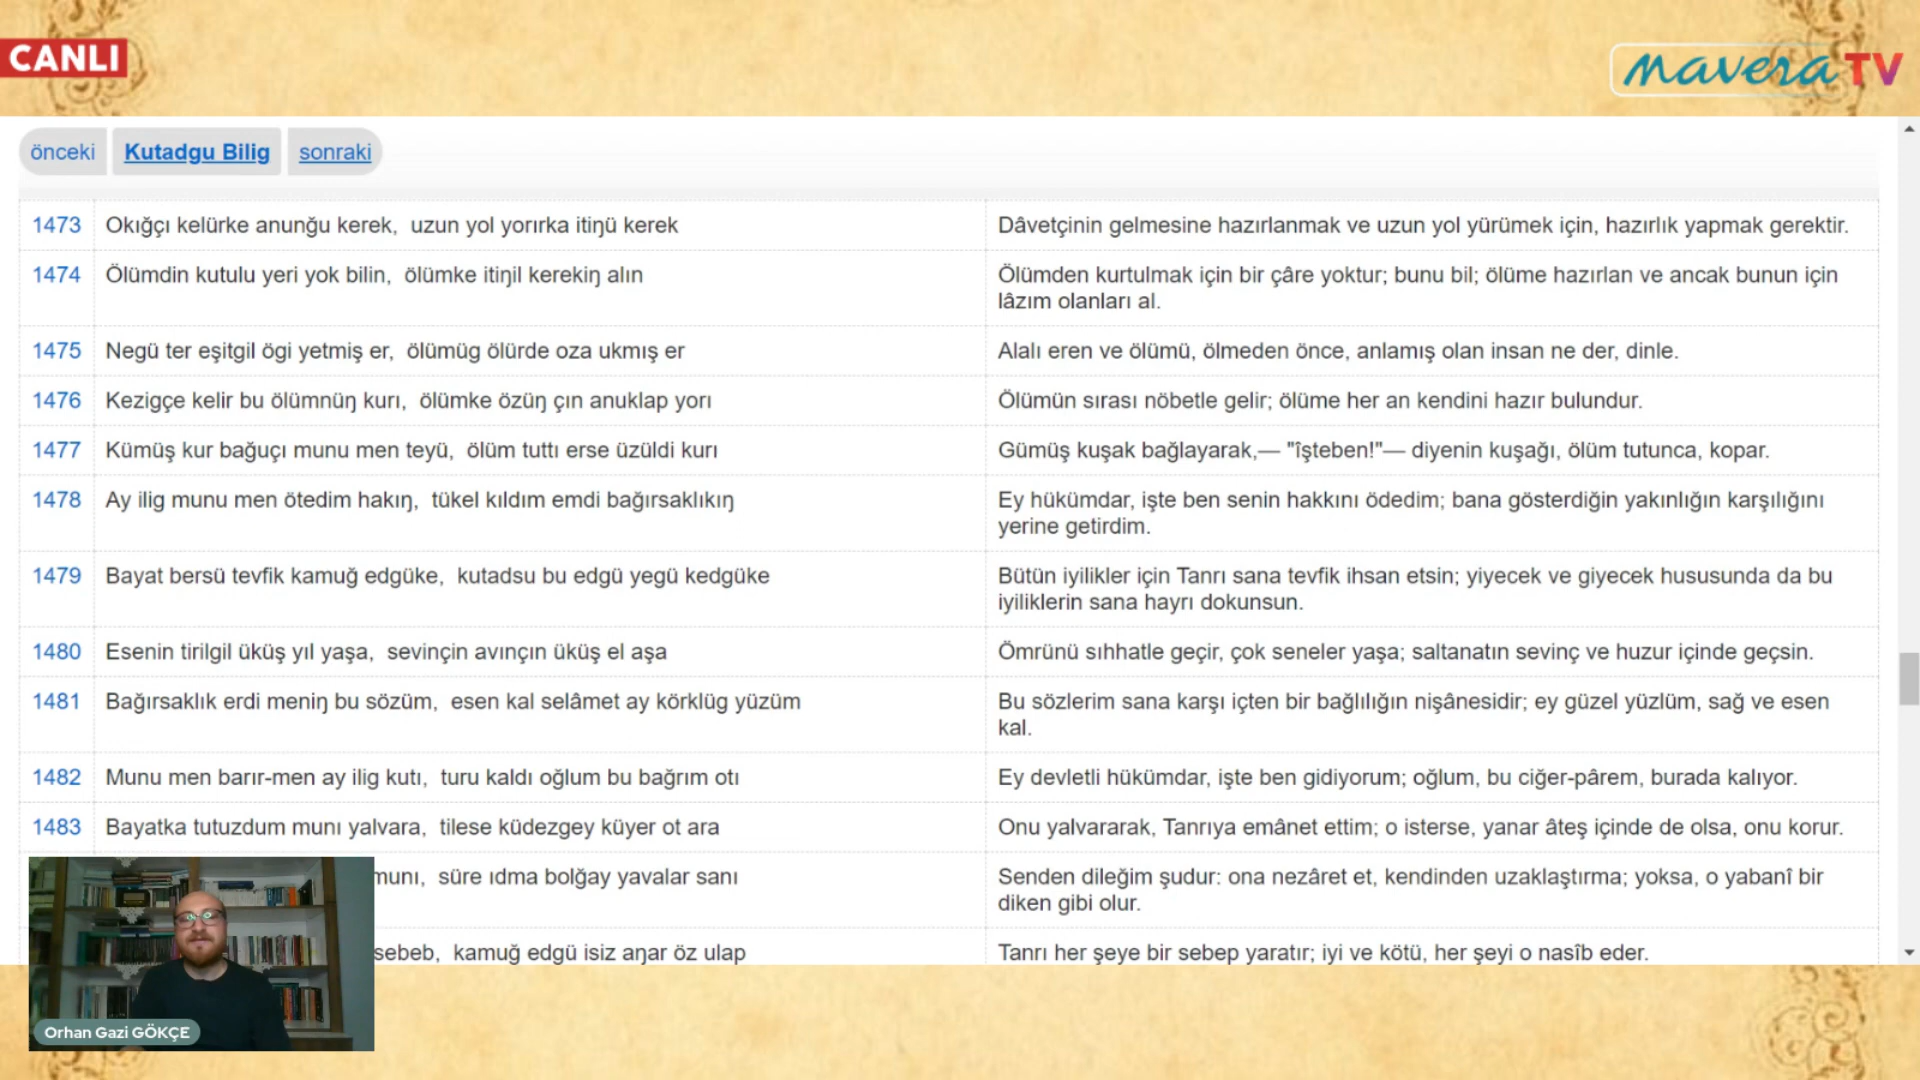 CANLI
mavera TV
önceki Kutadgu Bilig sonraki
1473 Okığçı kelürke anunğu kerek, uzun yol yorırka itiŋü kerek Dâvetçinin gelmesine hazırlanmak ve uzun yol yürümek için, hazırlık yapmak gerektir.
1474 Ölümdin kutulu yeri yok bilin, ölümke itiŋil kerekiŋ alın Ölümden kurtulmak için bir çâre yoktur; bunu bil; ölüme hazırlan ve ancak bunun için
lâzım olanları al.
1475 Negü ter eşitgil ögi yetmiş er, ölümüg ölürde oza ukmış er Alalı eren ve ölümü, ölmeden önce, anlamış olan insan ne der, dinle.
1476 Kezigçe kelir bu ölümnüŋ kurı, ölümke özüŋ çın anuklap yorı Ölümün sırası nöbetle gelir; ölüme her an kendini hazır bulundur.
1477 Kümüş kur bağuçı munu men teyü, ölüm tuttı erse üzüldi kurı Gümüş kuşak bağlayarak,— "îşteben!"— diyenin kuşağı, ölüm tutunca, kopar.
1478 Ay ilig munu men ötedim hakıŋ, tükel kıldım emdi bağırsaklıkıŋ Ey hükümdar, işte ben senin hakkını ödedim; bana gösterdiğin yakınlığın karşılığını
yerine getirdim.
1479 Bayat bersü tevfik kamuğ edgüke, kutadsu bu edgü yegü kedgüke Bütün iyilikler için Tanrı sana tevfik ihsan etsin; yiyecek ve giyecek hususunda da bu
iyiliklerin sana hayrı dokunsun.
1480 Esenin tirilgil üküş yıl yaşa, sevinçin avınçın üküş el aşa Ömrünü sıhhatle geçir, çok seneler yaşa; saltanatın sevinç ve huzur içinde geçsin.
1481 Bağırsaklık erdi meniŋ bu sözüm, esen kal selâmet ay körklüg yüzüm Bu sözlerim sana karşı içten bir bağlılığın nişânesidir; ey güzel yüzlüm, sağ ve esen
kal.
1482 Munu men barır-men ay ilig kutı, turu kaldı oğlum bu bağrım otı Ey devletli hükümdar, işte ben gidiyorum; oğlum, bu ciğer-pârem, burada kalıyor.
1483 Bayatka tutuzdum munı yalvara, tilese küdezgey küyer ot ara Onu yalvararak, Tanrıya emânet ettim; o isterse, yanar âteş içinde de olsa, onu korur.
munı, süre ıdma bolğay yavalar sanı Senden dileğim şudur: ona nezâret et, kendinden uzaklaştırma; yoksa, o yabanî bir
diken gibi olur.
sebeb, kamuğ edgü isiz aŋar öz ulap Tanrı her şeye bir sebep yaratır; iyi ve kötü, her şeyi o nasîb eder.
Orhan Gazi GÖKÇE